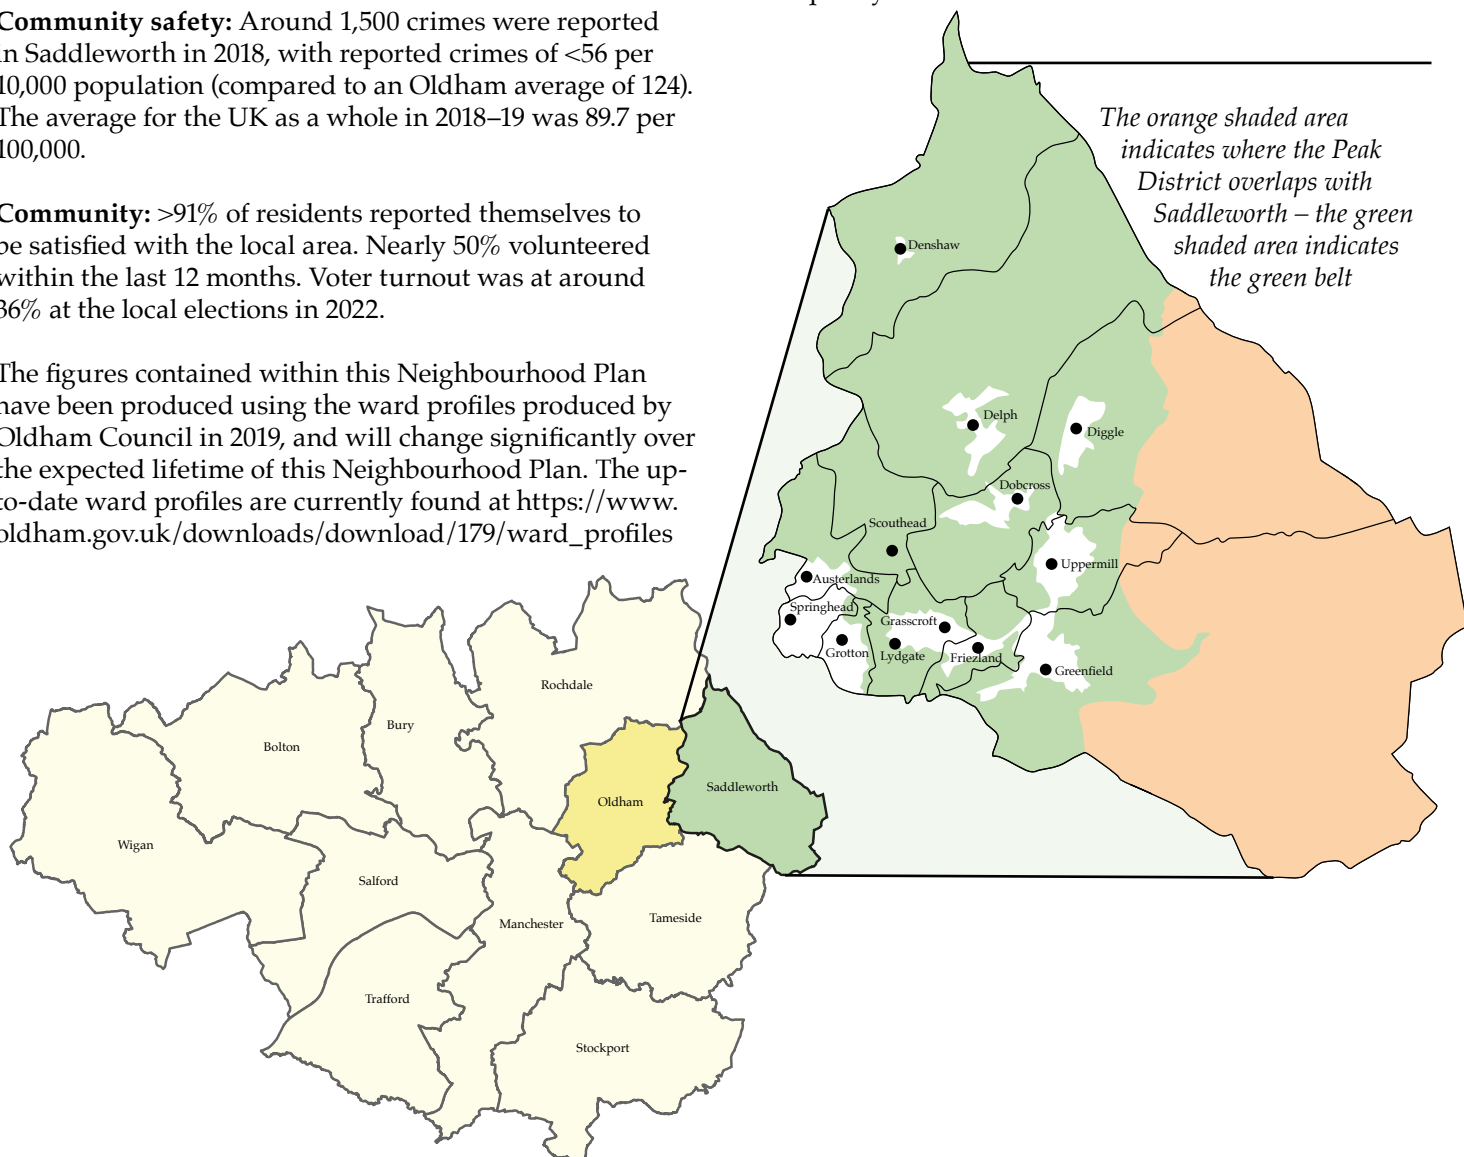 Community safety: Around 1,500 crimes were reported
in Saddleworth in 2018, with reported crimes of <56 per
10,000 population (compared to an Oldham average of 124).
The average for the UK as a whole in 2018–19 was 89.7 per
100,000.
Community: >91% of residents reported themselves to
be satisfied with the local area. Nearly 50% volunteered
within the last 12 months. Voter turnout was at around
36% at the local elections in 2022.
The figures contained within this Neighbourhood Plan
have been produced using the ward profiles produced by
Oldham Council in 2019, and will change significantly over
the expected lifetime of this Neighbourhood Plan. The up-
to-date ward profiles are currently found at https://www.
oldham.gov.uk/downloads/download/179/ward_profiles
The orange shaded area
indicates where the Peak
District overlaps with
Saddleworth – the green
shaded area indicates
the green belt
Denshaw
Delph
Diggle
Dobcross
Scouthead
Uppermill
Austerlands
Springhead
Grasscroft
Grotton
Lydgate
Friezland
Greenfield
Rochdale
Bury
Bolton
Oldham
Saddleworth
Wigan
Salford
Manchester
Tameside
Trafford
Stockport